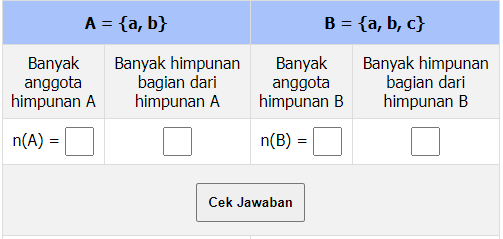 A = {a, b}
B = {a, b, c}
Banyak
anggota
himpunan A
Banyak himpunan
bagian dari
himpunan A
Banyak
anggota
himpunan B
Banyak himpunan
bagian dari
himpunan B
n(A) =
n(B) =
Cek Jawaban